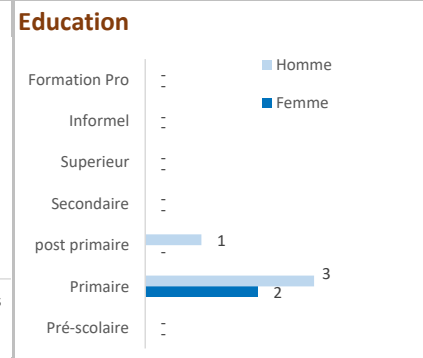 Education
Homme
Femme
Formation Pro - -
Informel - -
Superieur - -
Secondaire - -
post primaire 1 -
Primaire 3 2
Pré-scolaire - -